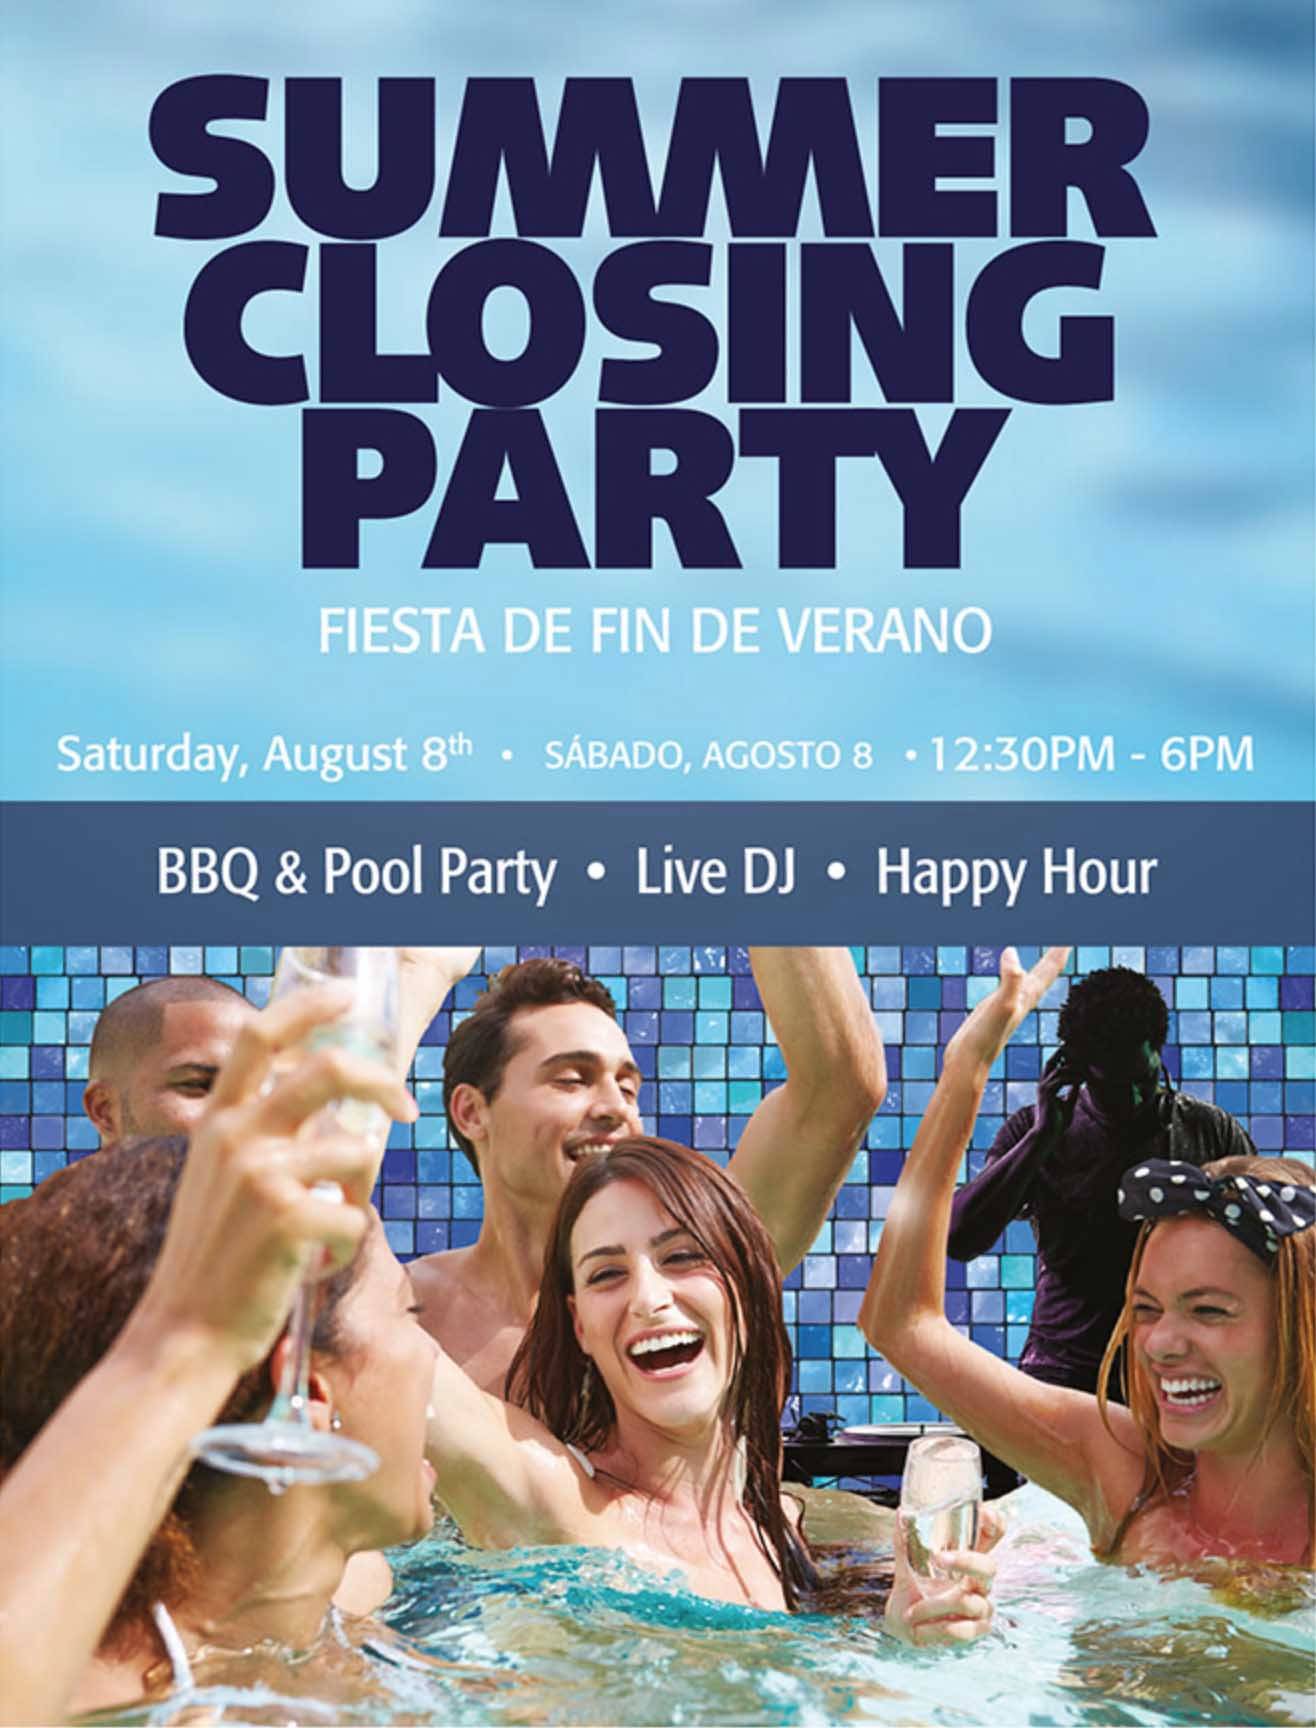 SUMMER
CLOSING
PARTY
FIESTA DE FIN DE VERANO
Saturday, August 8th • SÁBADO, AGOSTO 8 • 12:30PM - 6PM
BBQ & Pool Party • Live DJ • Happy Hour